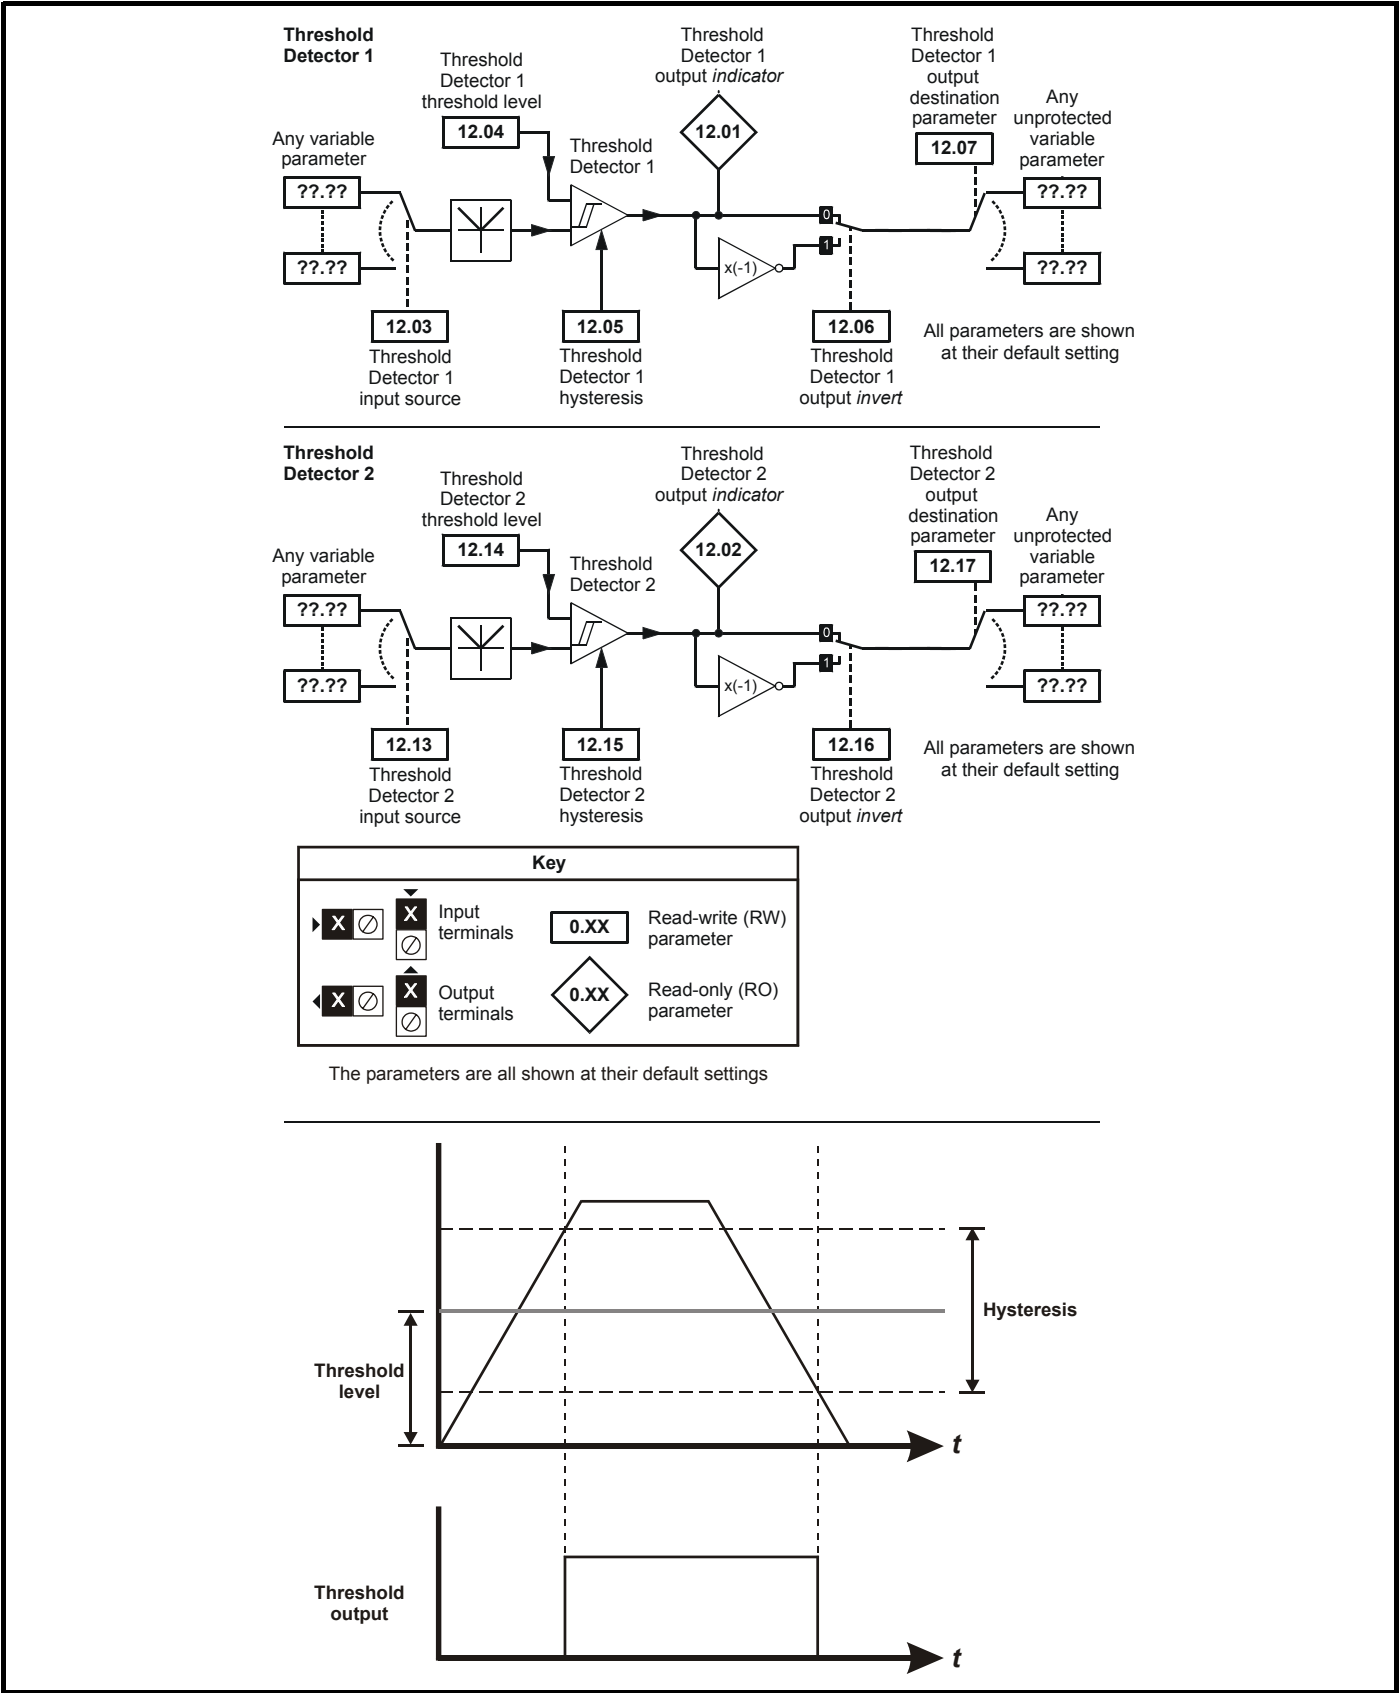 Threshold
Detector 1
Threshold
Detector 1
threshold level
12.04
Threshold
Detector 1
output indicator
12.01
Threshold
Detector 1
output
destination
parameter
12.07
Any
unprotected
variable
parameter
??.??
??.??
Any variable
parameter
??.??
??.??
Threshold
Detector 1
x(-1)
0
1
12.03
Threshold
Detector 1
input source
12.05
Threshold
Detector 1
hysteresis
12.06
Threshold
Detector 1
output invert
All parameters are shown
at their default setting
Threshold
Detector 2
Threshold
Detector 2
threshold level
12.14
Threshold
Detector 2
output indicator
12.02
Threshold
Detector 2
output
destination
parameter
12.17
Any
unprotected
variable
parameter
??.??
??.??
Any variable
parameter
??.??
??.??
Threshold
Detector 2
x(-1)
0
1
12.13
Threshold
Detector 2
input source
12.15
Threshold
Detector 2
hysteresis
12.16
Threshold
Detector 2
output invert
All parameters are shown
at their default setting
Key
X
X
Input
terminals
0.XX
Read-write (RW)
parameter
X
X
Output
terminals
0.XX
Read-only (RO)
parameter
The parameters are all shown at their default settings
Hysteresis
Threshold
level
t
Threshold
output
t